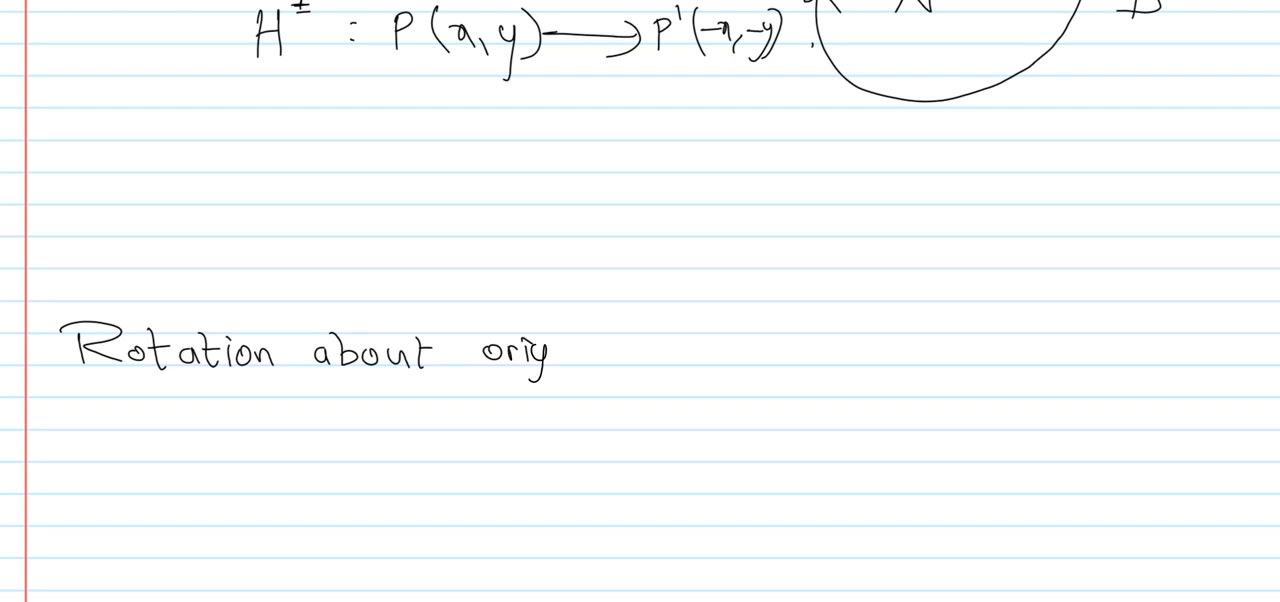 H± : P(x,y) ⟶ P'(-x,-y).
Rotation about orig